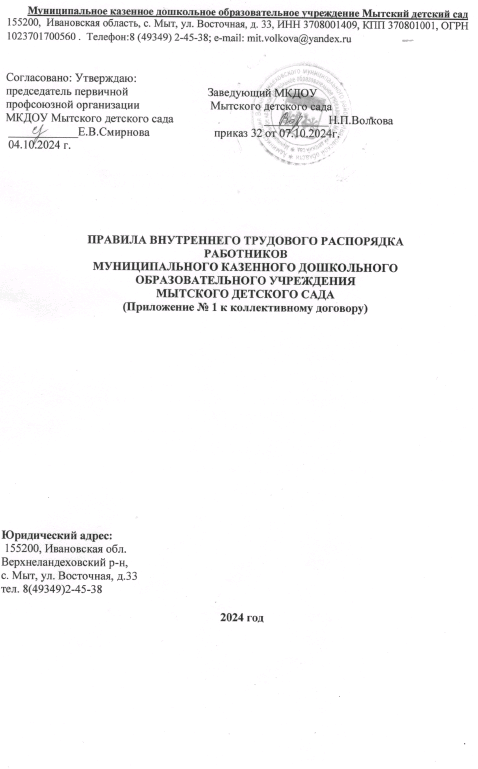 Муниципальное казенное дошкольное образовательное учреждение Мытский детский сад
155200, Ивановская область, с. Мыт, ул. Восточная, д. 33, ИНН 3708001409, КПП 370801001, ОГРН
1023701700560 . Телефон:8 (49349) 2-45-38; e-mail: mit.volkova@yandex.ru
Согласовано: Утверждаю:
председатель первичной Заведующий МКДОУ
профсоюзной организации Мытского детского сада
МКДОУ Мытского детского сада ___________Н.П.Волкова
____________Е.В.Смирнова приказ 32 от 07.10.2024г.
04.10.2024 г.
ПРАВИЛА ВНУТРЕННЕГО ТРУДОВОГО РАСПОРЯДКА
РАБОТНИКОВ
МУНИЦИПАЛЬНОГО КАЗЕННОГО ДОШКОЛЬНОГО
ОБРАЗОВАТЕЛЬНОГО УЧРЕЖДЕНИЯ
МЫТСКОГО ДЕТСКОГО САДА
(Приложение № 1 к коллективному договору)
Юридический адрес:
155200, Ивановская обл.
Верхнеландеховский р-н,
с. Мыт, ул. Восточная, д.33
тел. 8(49349)2-45-38
2024 год